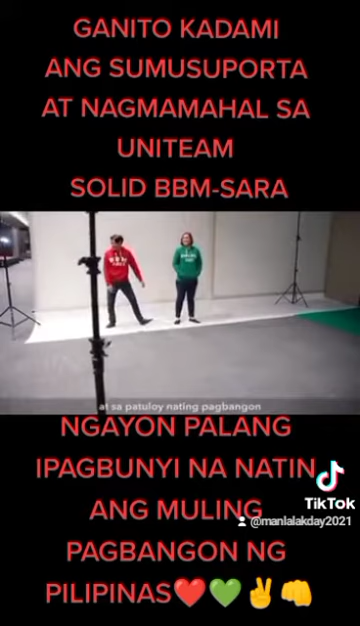 GANITO KADAMI
ANG SUMUSUPORTA
AT NAGMAMAHAL SA
UNITEAM
SOLID BBM-SARA
at sa patuloy nating pagbangon
NGAYON PALANG
IPAGBUNYI NA NATIN
ANG MULING
PAGBANGON NG
PILIPINAS❤️💚✌️👊
TikTok
@manlalakday2021